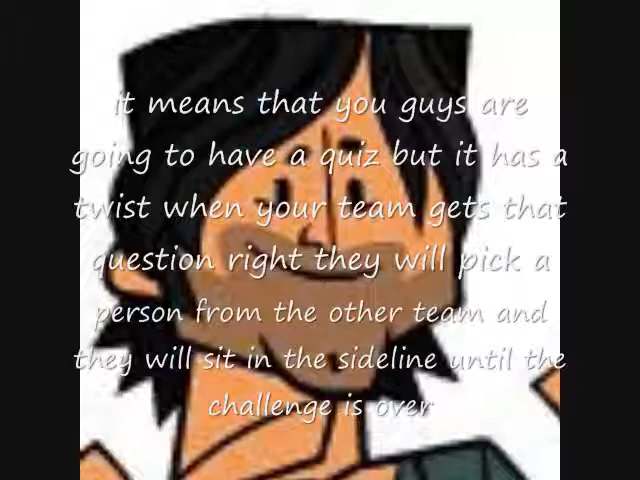 it means that you guys are
going to have a quiz but it has a
twist when your team gets that
question right they will pick a
person from the other team and
they will sit in the sideline until the
challenge is over